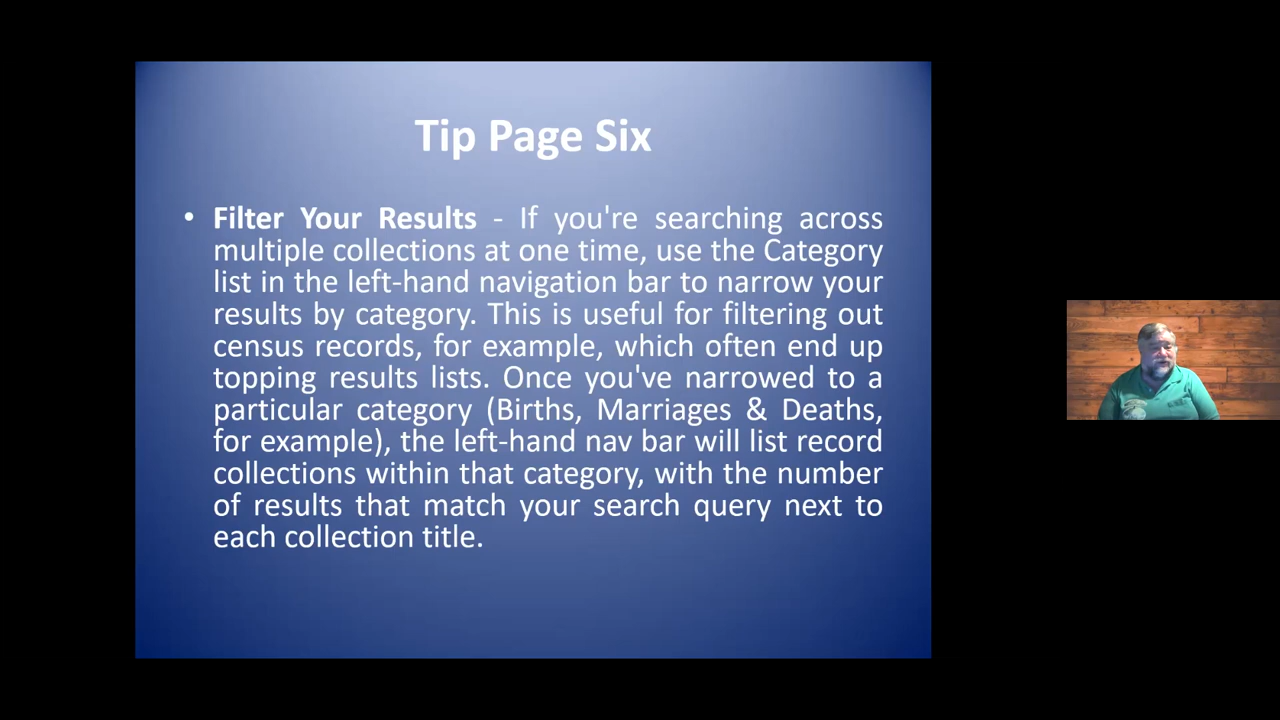 Tip Page Six
• Filter Your Results - If you're searching across
multiple collections at one time, use the Category
list in the left-hand navigation bar to narrow your
results by category. This is useful for filtering out
census records, for example, which often end up
topping results lists. Once you've narrowed to a
particular category (Births, Marriages & Deaths,
for example), the left-hand nav bar will list record
collections within that category, with the number
of results that match your search query next to
each collection title.